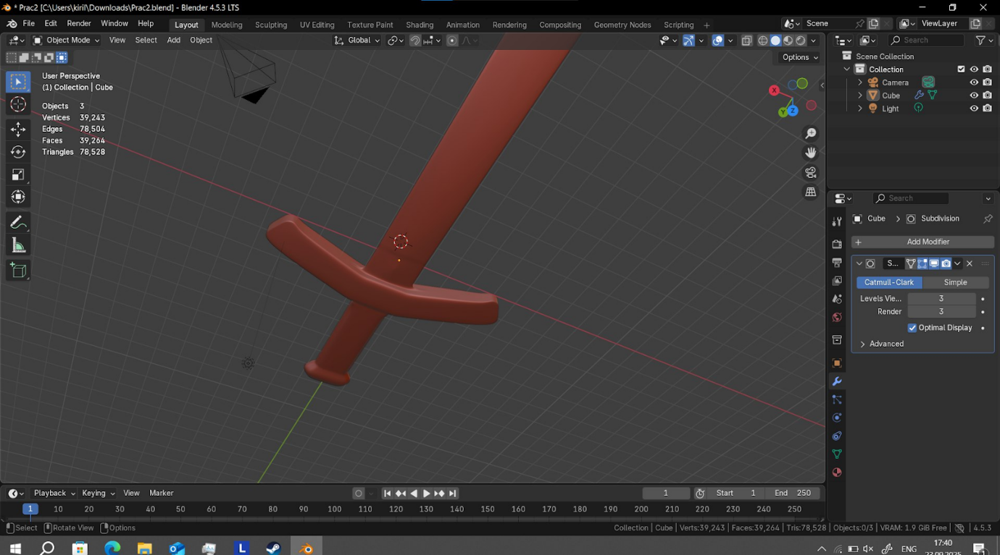 * Prac2 [C:\Users\kiril\Downloads\Prac2.blend] - Blender 4.5.3 LTS
File Edit Render Window Help Layout Modeling Sculpting UV Editing Texture Paint Shading Animation Rendering Compositing Geometry Nodes Scripting + Scene ViewLayer
Object Mode View Select Add Object Global Search
Options
User Perspective
(1) Collection | Cube
Objects 3
Vertices 39,243
Edges 78,504
Faces 39,264
Triangles 78,528
X
Y
Z
Scene Collection
Collection
Camera
Cube
Light
Search
Cube > Subdivision
+ Add Modifier
S...
Catmull-Clark Simple
Levels Vie... 3
Render 3
Optimal Display
Advanced
Playback Keying View Marker 1 Start 1 End 250
1 10 20 30 40 50 60 70 80 90 100 110 120 130 140 150 160 170 180 190 200 210 220 230 240 250
Select Rotate View Options Collection | Cube | Verts:39,243 | Faces:39,264 | Tris:78,528 | Objects:0/3 | VRAM: 1.9 GiB Free | 4.5.3
L ENG 17:40
23.09.2025
1